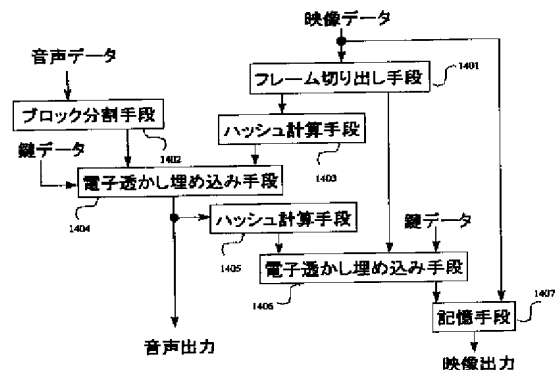 映像データ
音声データ
フレーム切り出し手段
1401
ブロック分割手段
1402
ハッシュ計算手段
1403
鍵データ
電子透かし埋め込み手段
1404
ハッシュ計算手段
1405
鍵データ
電子透かし埋め込み手段
1406
記憶手段
1407
音声出力
映像出力